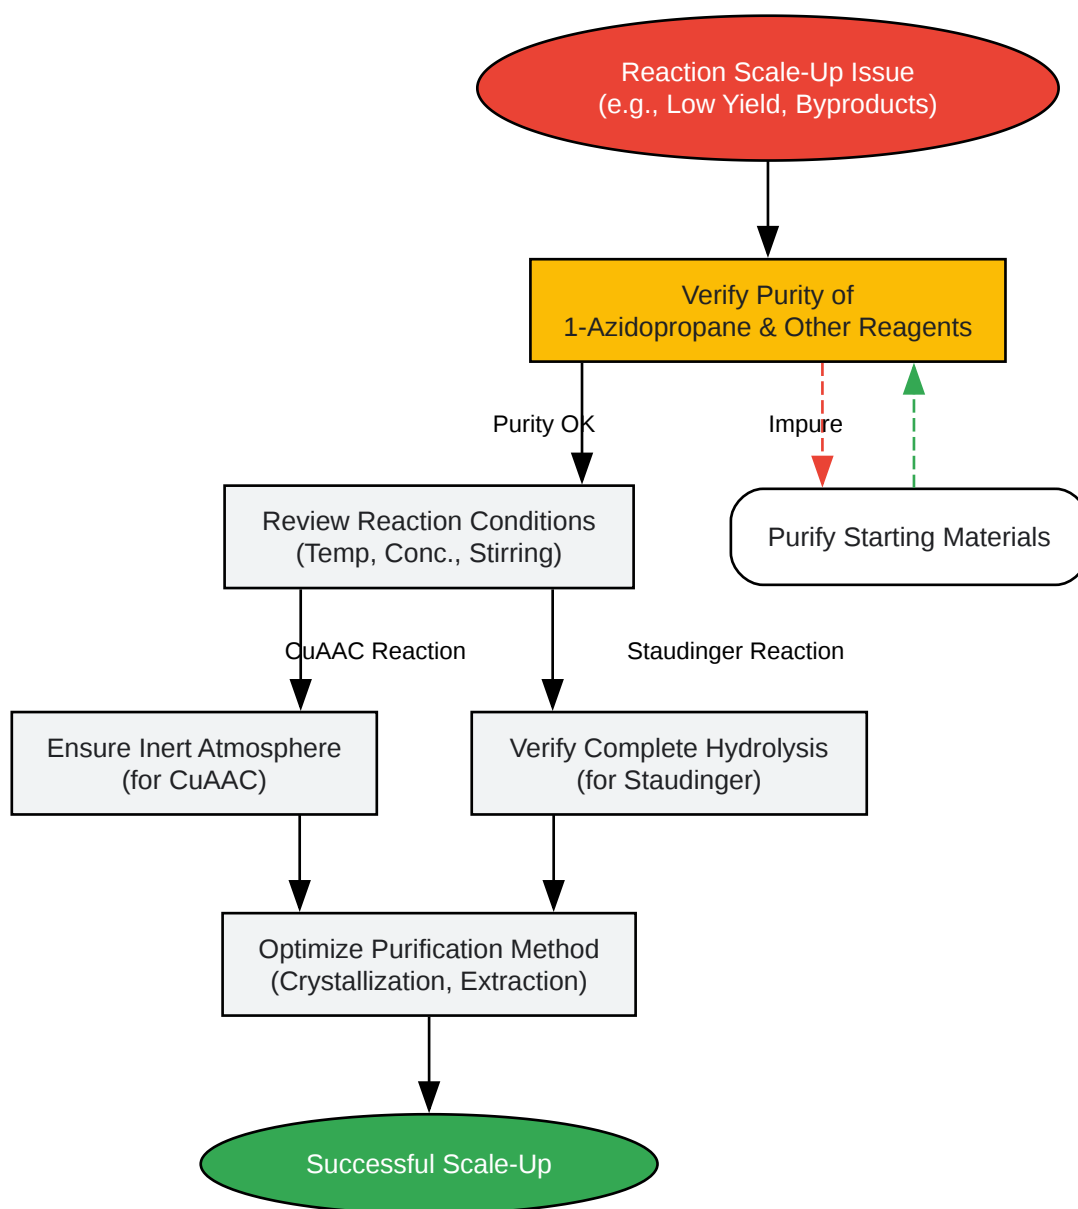 Reaction Scale-Up Issue
(e.g., Low Yield, Byproducts)
Verify Purity of
1-Azidopropane & Other Reagents
Purity OK
Impure
Review Reaction Conditions
(Temp, Conc., Stirring)
Purify Starting Materials
CuAAC Reaction
Staudinger Reaction
Ensure Inert Atmosphere
(for CuAAC)
Verify Complete Hydrolysis
(for Staudinger)
Optimize Purification Method
(Crystallization, Extraction)
Successful Scale-Up